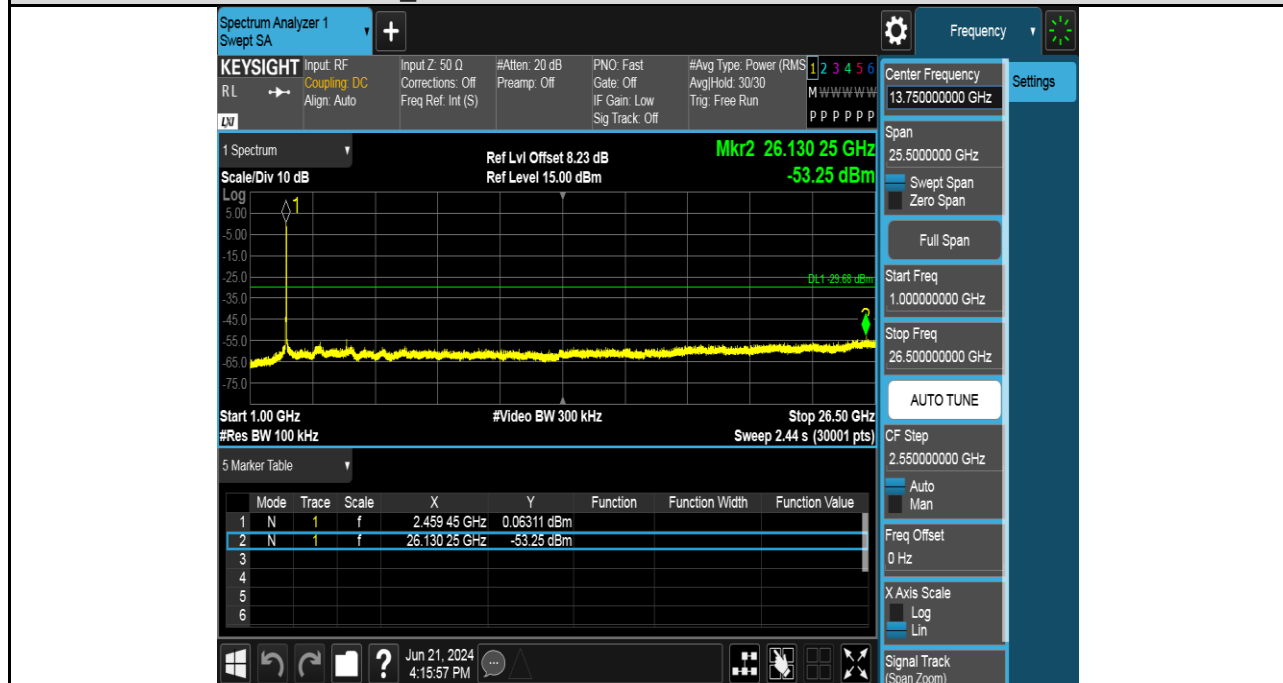 Spectrum Analyzer 1
Swept SA
+
Frequency
KEYSIGHT
RL
LXI
Input: RF
Coupling: DC
Align: Auto
Input Z: 50 Ω
Corrections: Off
Freq Ref: Int (S)
#Atten: 20 dB
Preamp: Off
PNO: Fast
Gate: Off
IF Gain: Low
Sig Track: Off
#Avg Type: Power (RMS
Avg|Hold: 30/30
Trig: Free Run
1 2 3 4 5 6
M W W W W W
P P P P P P
1 Spectrum
Scale/Div 10 dB
Ref Lvl Offset 8.23 dB
Ref Level 15.00 dBm
Mkr2 26.130 25 GHz
-53.25 dBm
Log
5.00
-5.00
-15.0
-25.0
-35.0
-45.0
-55.0
-65.0
-75.0
1
DL1 -29.68 dBm
2
Start 1.00 GHz
#Video BW 300 kHz
Stop 26.50 GHz
#Res BW 100 kHz
Sweep 2.44 s (30001 pts)
5 Marker Table
Mode Trace Scale X Y Function Function Width Function Value
1 N 1 f 2.459 45 GHz 0.06311 dBm
2 N 1 f 26.130 25 GHz -53.25 dBm
3
4
5
6
?
Jun 21, 2024
4:15:57 PM
Center Frequency
13.750000000 GHz
Settings
Span
25.5000000 GHz
Swept Span
Zero Span
Full Span
Start Freq
1.000000000 GHz
Stop Freq
26.500000000 GHz
AUTO TUNE
CF Step
2.550000000 GHz
Auto
Man
Freq Offset
0 Hz
X Axis Scale
Log
Lin
Signal Track
(Span Zoom)